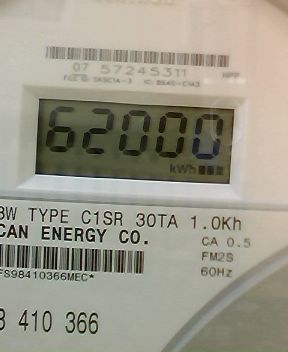 07 57245311
62000
kWh
3W TYPE C1SR 30TA 1.0Kh
CAN ENERGY CO.
CA 0.5
FM2S
60Hz
FS98410366MEC*
410 366